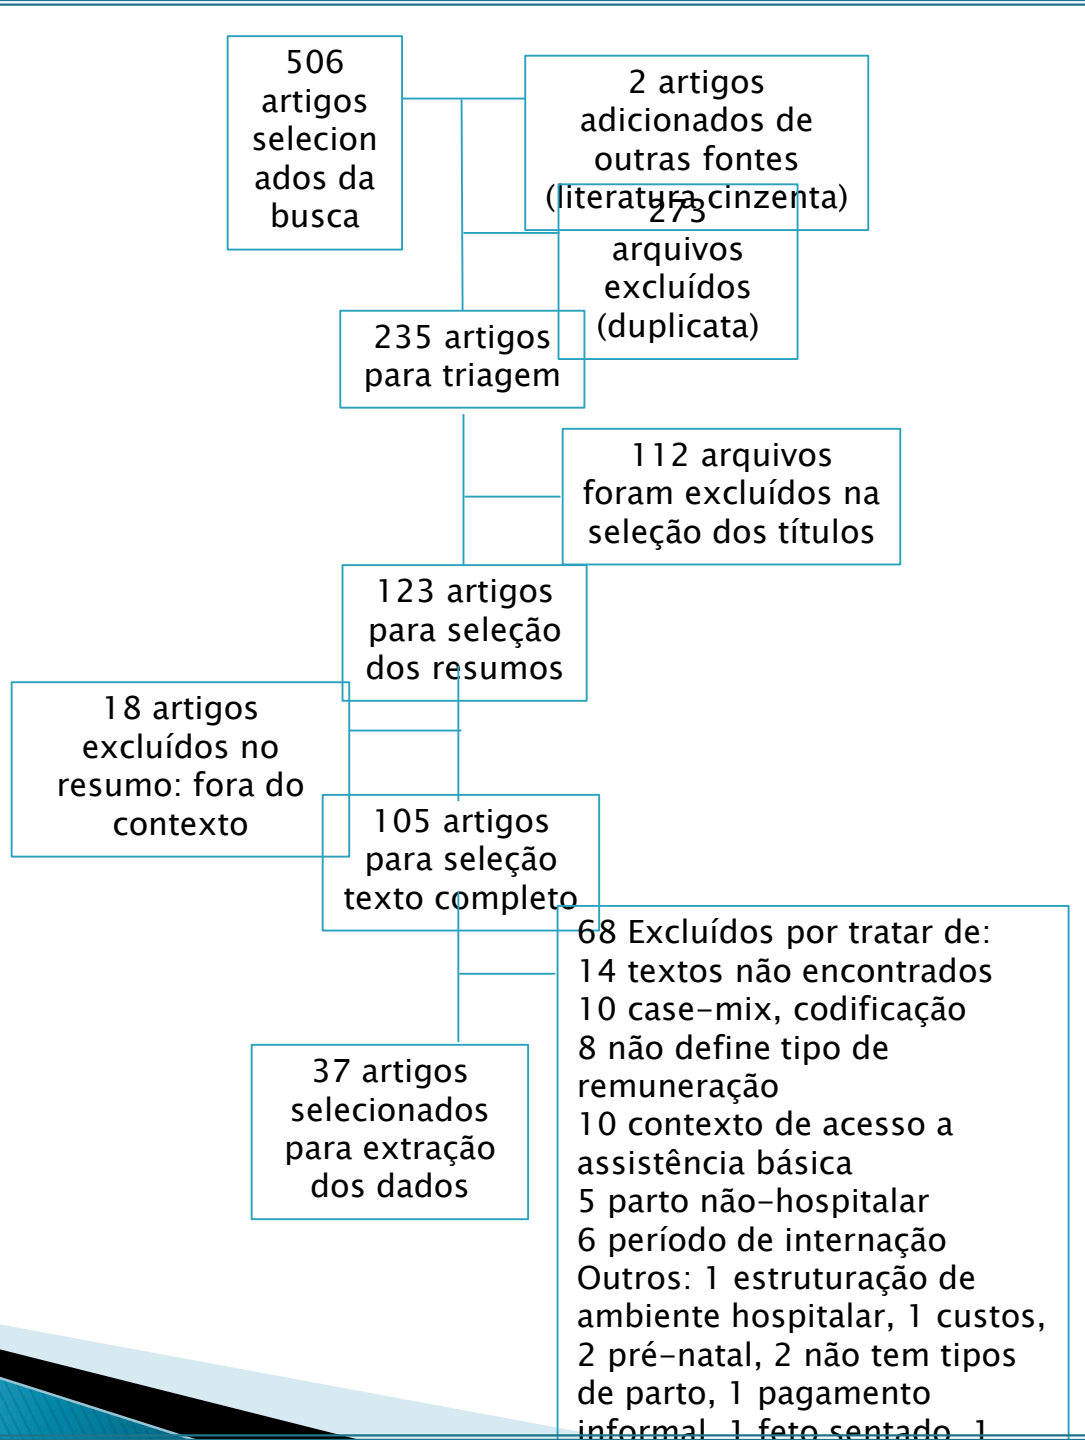 506
artigos
selecion
ados da
busca
2 artigos
adicionados de
outras fontes
(literatura cinzenta)
273
arquivos
excluídos
(duplicata)
235 artigos
para triagem
112 arquivos
foram excluídos na
seleção dos títulos
123 artigos
para seleção
dos resumos
18 artigos
excluídos no
resumo: fora do
contexto
105 artigos
para seleção
texto completo
68 Excluídos por tratar de:
14 textos não encontrados
10 case-mix, codificação
8 não define tipo de
remuneração
10 contexto de acesso a
assistência básica
5 parto não-hospitalar
6 período de internação
Outros: 1 estruturação de
ambiente hospitalar, 1 custos,
2 pré-natal, 2 não tem tipos
de parto, 1 pagamento
informal, 1 feto sentado, 1
37 artigos
selecionados
para extração
dos dados